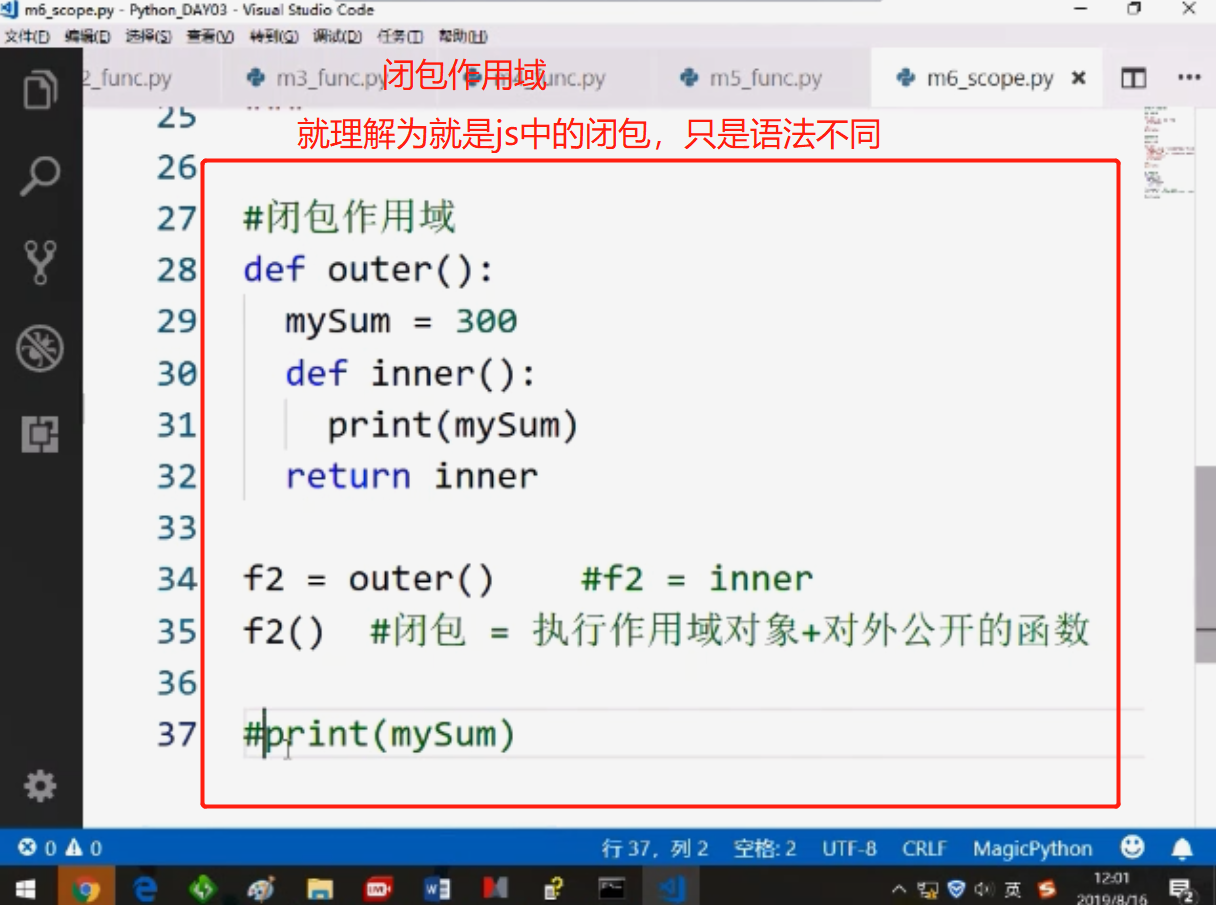 m6_scope.py - Python_DAY03 - Visual Studio Code
文件(F) 编辑(E) 选择(S) 查看(V) 转到(G) 调试(D) 任务(T) 帮助(H)
2_func.py m3_func.py unc.py m5_func.py m6_scope.py
闭包作用域
就理解为就是js中的闭包，只是语法不同
25
26
27 #闭包作用域
28 def outer():
29 mySum = 300
30 def inner():
31 print(mySum)
32 return inner
33
34 f2 = outer() #f2 = inner
35 f2() #闭包 = 执行作用域对象+对外公开的函数
36
37 #print(mySum)
0 0 行 37，列 2 空格: 2 UTF-8 CRLF MagicPython
英 12:01
2019/8/16 2